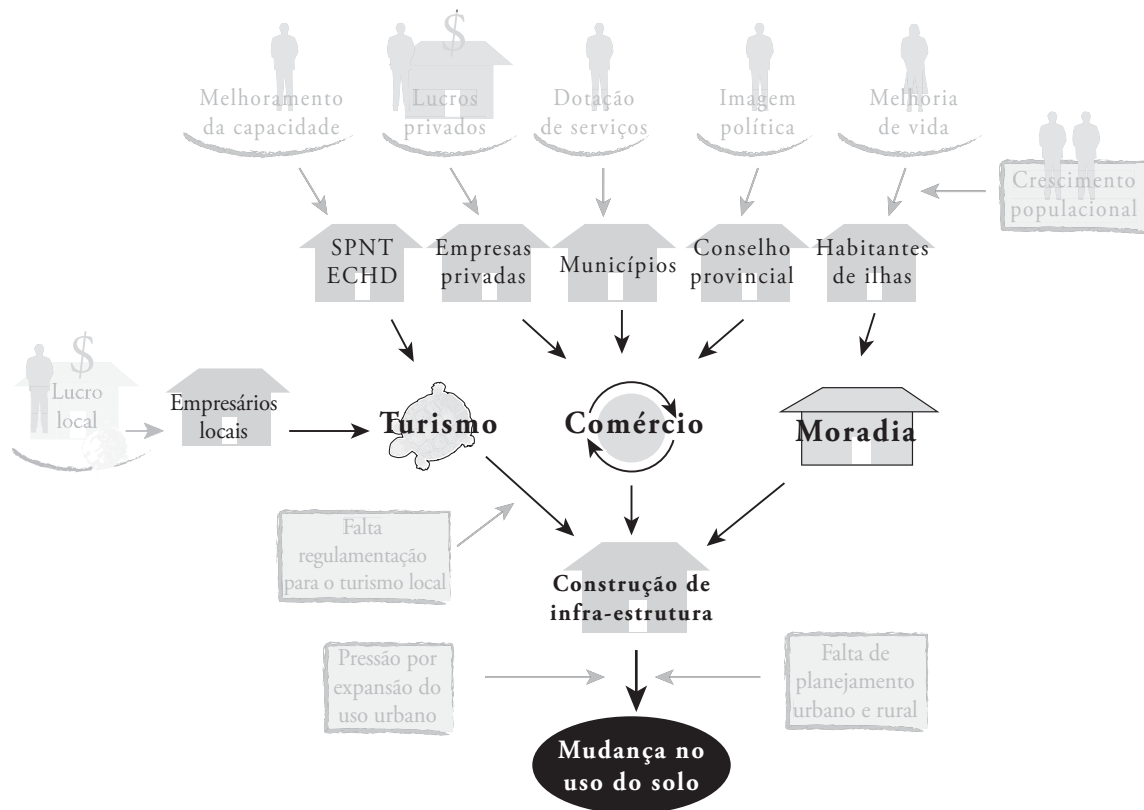 $
Melhoramento
da capacidade
Lucros
privados
Dotação
de serviços
Imagem
política
Melhoria
de vida
Crescimento
populacional
SPNT
ECHD
Empresas
privadas
Municípios
Conselho
provincial
Habitantes
de ilhas
$
Lucro
local
Empresários
locais
Turismo
Comércio
Moradia
Falta
regulamentação
para o turismo local
Construção de
infra-estrutura
Pressão por
expansão do
uso urbano
Falta de
planejamento
urbano e rural
Mudança no
uso do solo